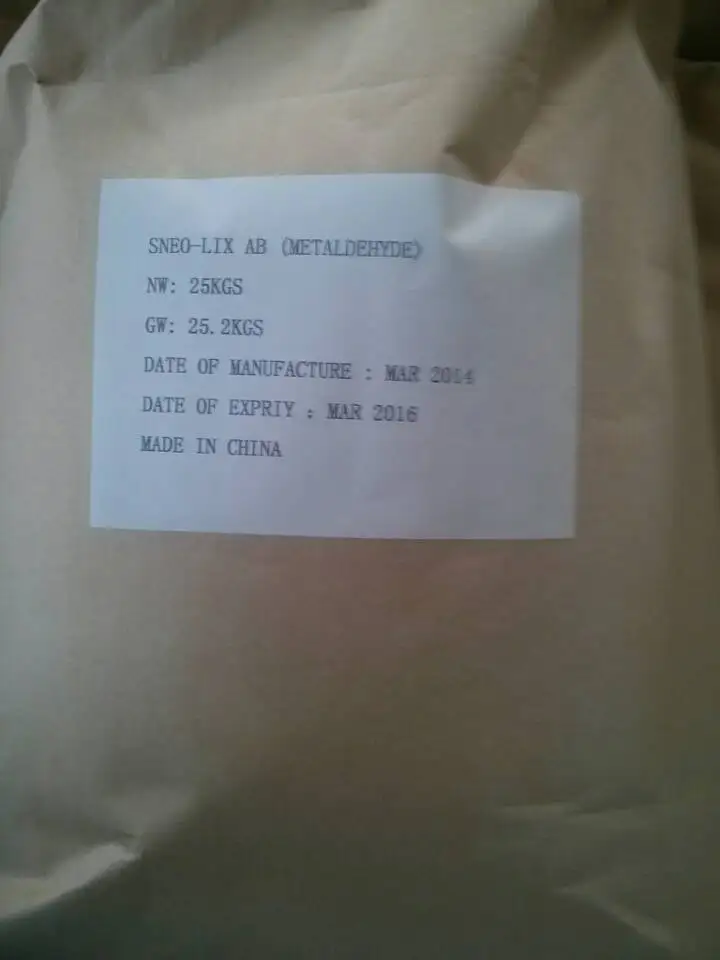 SNEO-LIX AB (METALDEHYDE)
NW: 25KGS
GW: 25.2KGS
DATE OF MANUFACTURE : MAR 2014
DATE OF EXPRIY : MAR 2016
MADE IN CHINA